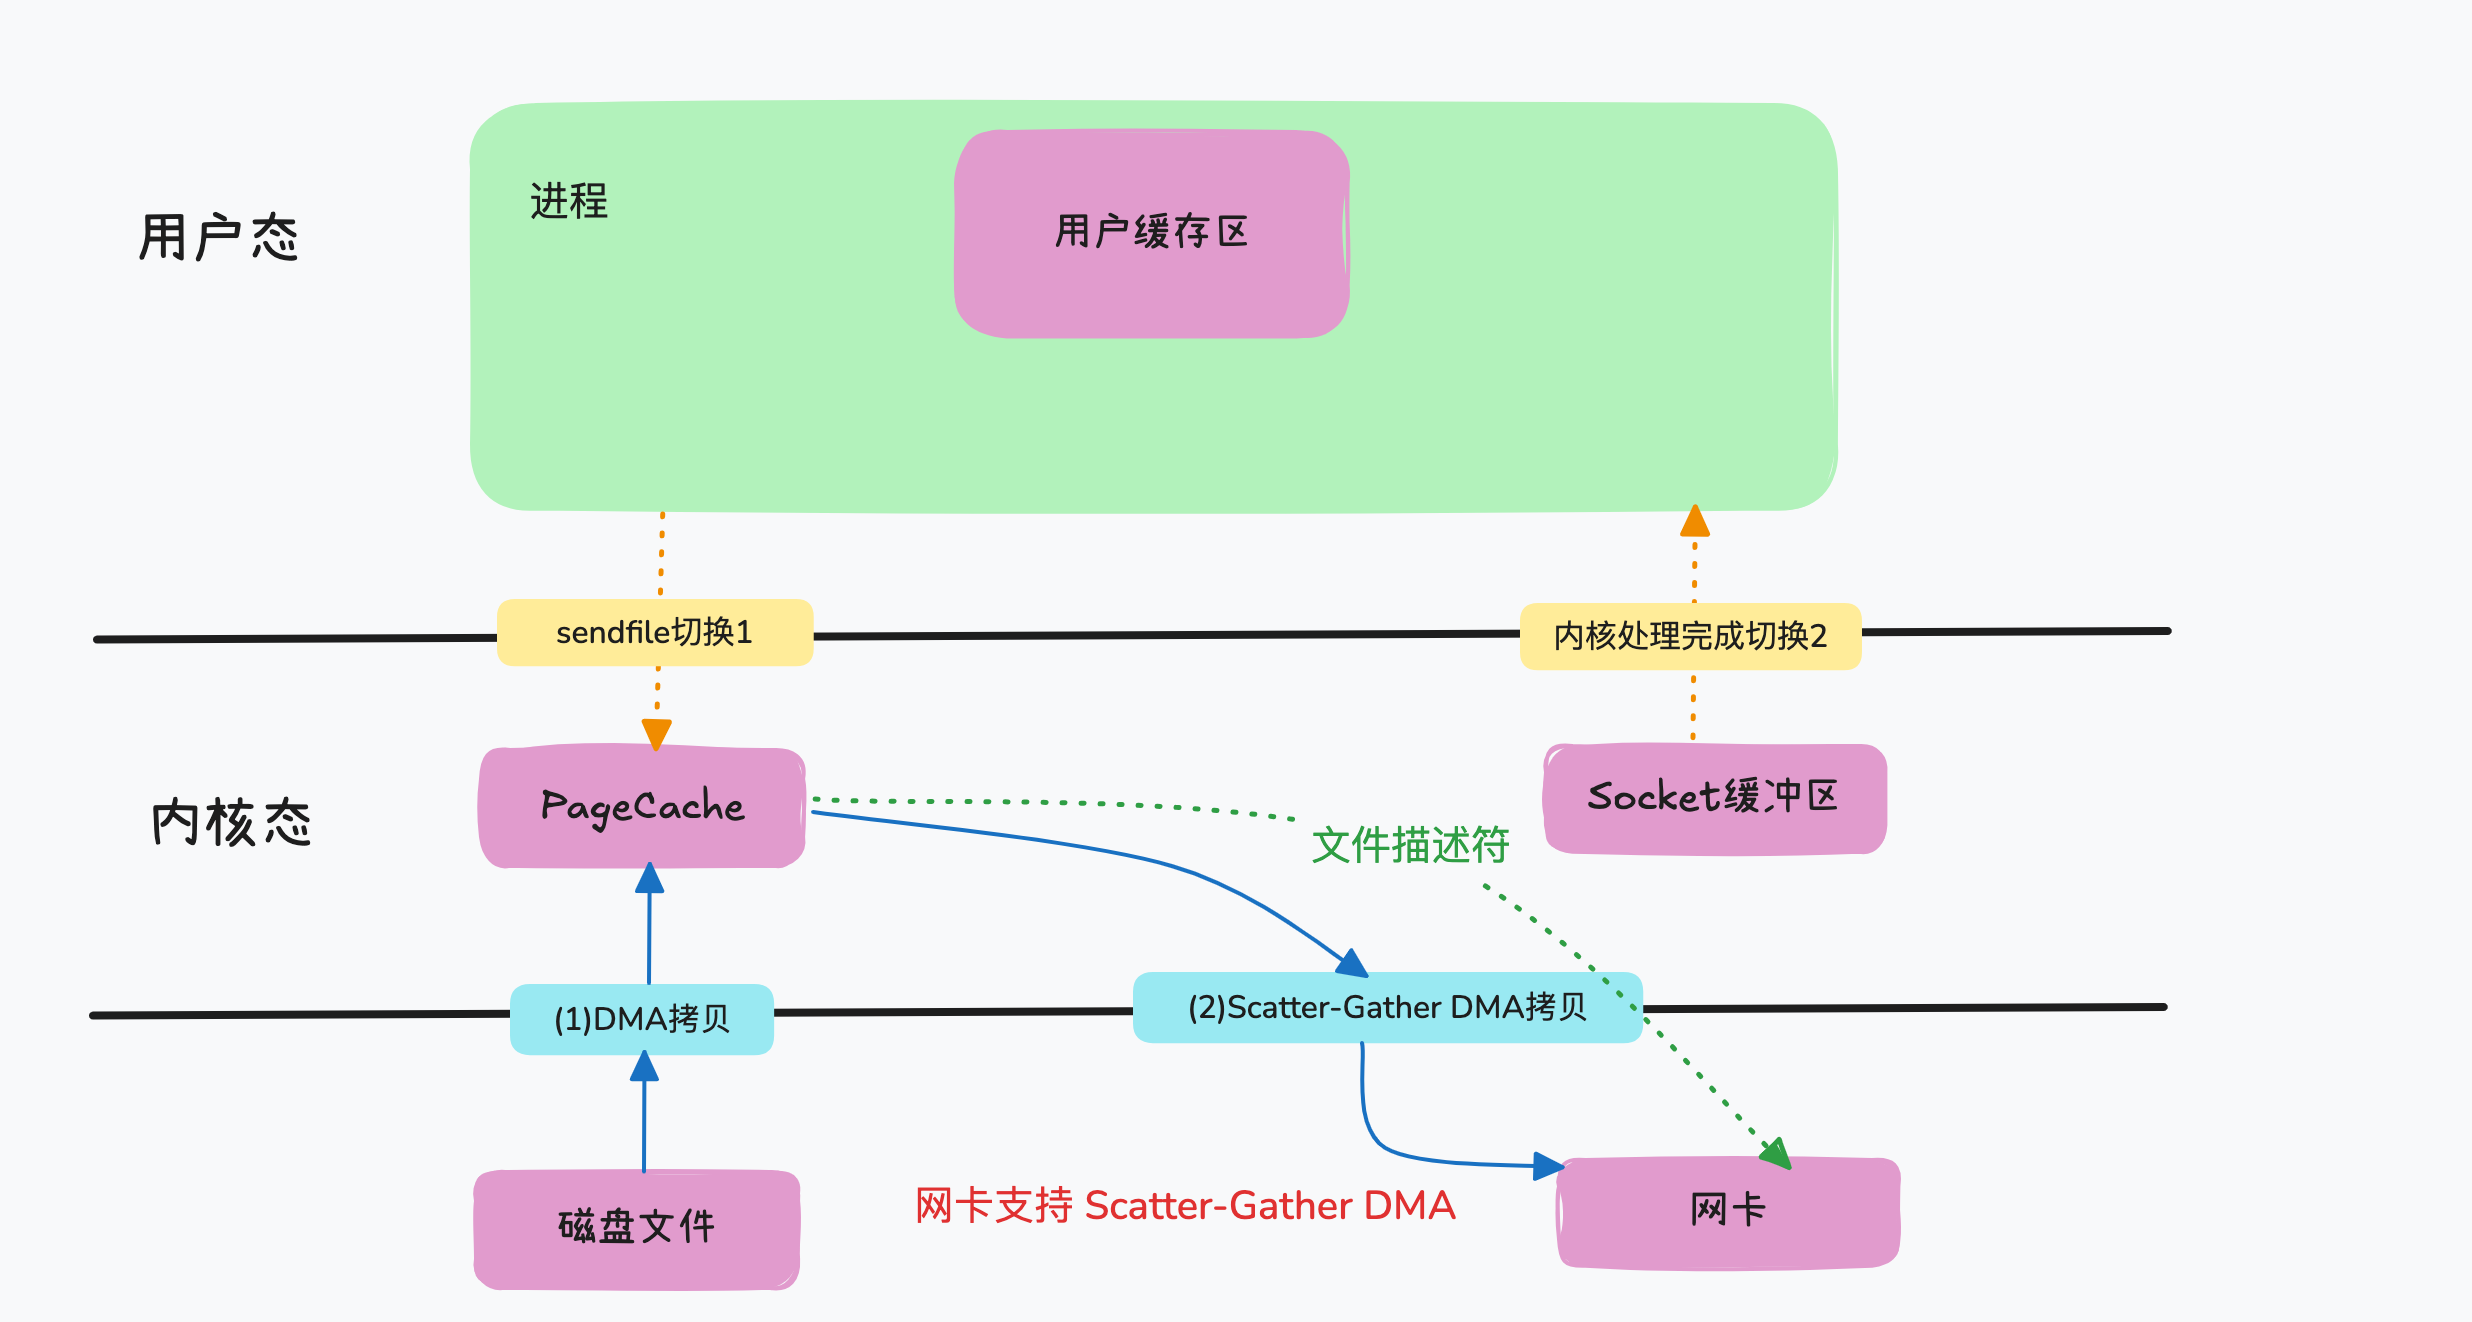 用户态
进程
用户缓存区
sendfile切换1
内核处理完成切换2
内核态
PageCache
Socket缓冲区
文件描述符
(1)DMA拷贝
(2)Scatter-Gather DMA拷贝
磁盘文件
网卡支持 Scatter-Gather DMA
网卡